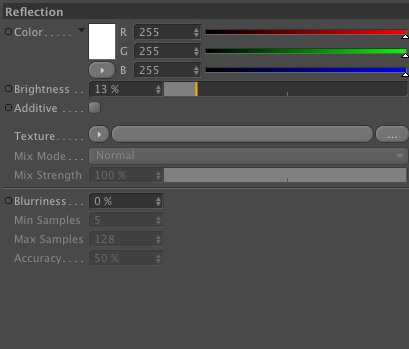 Reflection
Color. . . . R 255
G 255
B 255
Brightness . . 13 %
Additive . .
Texture. . . . . ...
Mix Mode. . . Normal
Mix Strength 100 %
Blurriness. . . 0 %
Min Samples 5
Max Samples 128
Accuracy. . . . 50 %